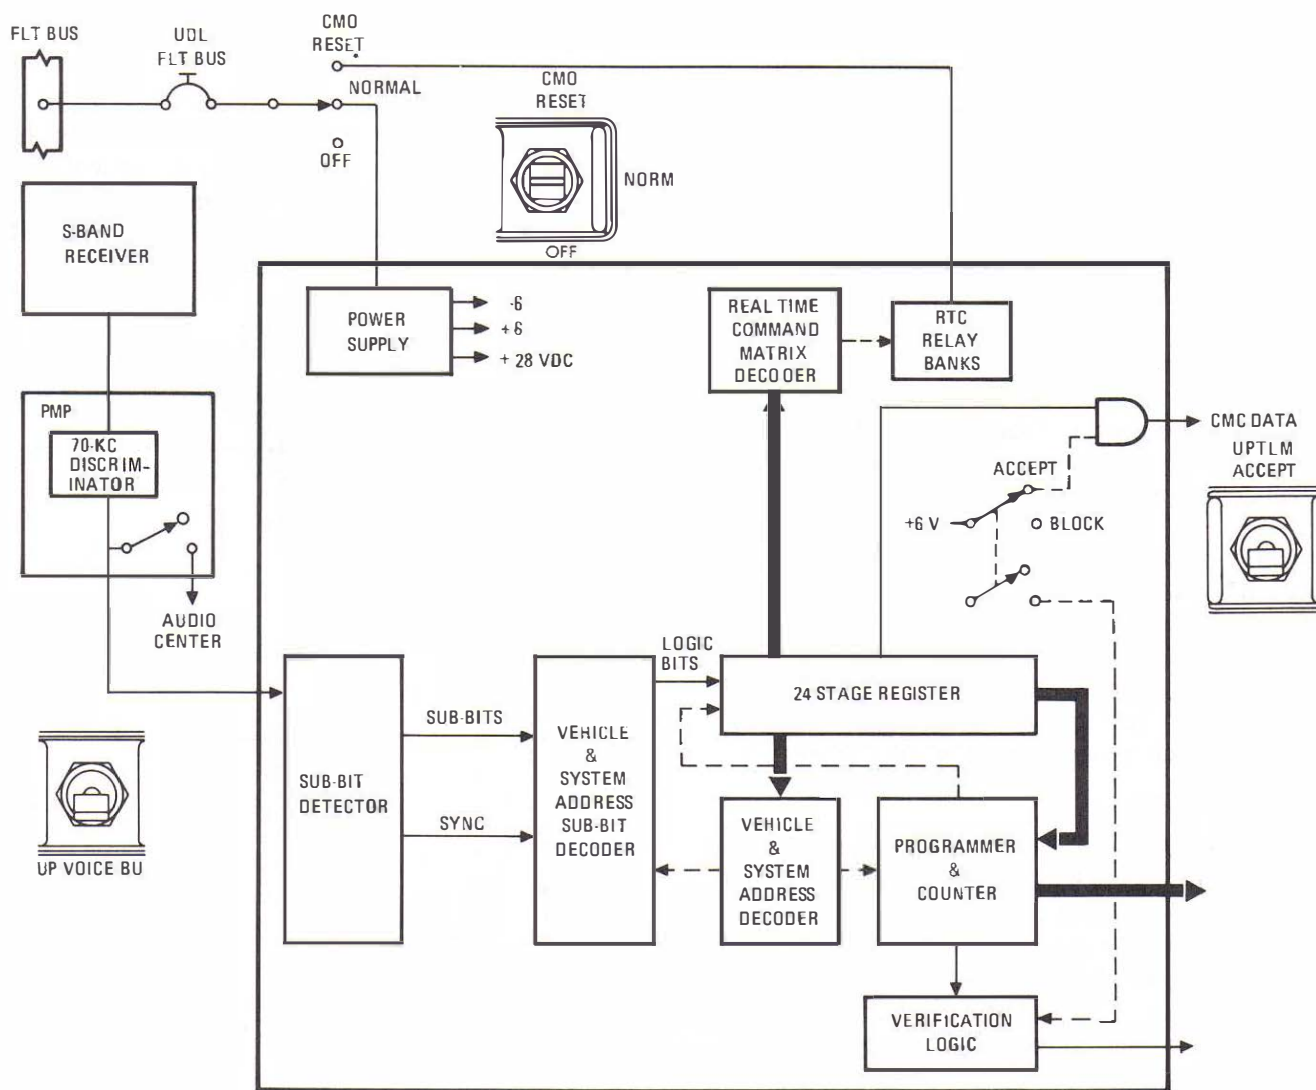 FLT BUS
UDL
FLT BUS
CMO
RESET
NORMAL
OFF
CMO
RESET
NORM
OFF
S-BAND
RECEIVER
POWER
SUPPLY
-6
+6
+ 28 VDC
REAL TIME
COMMAND
MATRIX
DECODER
RTC
RELAY
BANKS
PMP
70-KC
DISCRIM-
INATOR
AUDIO
CENTER
CMC DATA
UPTLM
ACCEPT
ACCEPT
+6 V
BLOCK
LOGIC
BITS
24 STAGE REGISTER
SUB-BITS
SUB-BIT
DETECTOR
SYNC
VEHICLE
&
SYSTEM
ADDRESS
SUB-BIT
DECODER
VEHICLE
&
SYSTEM
ADDRESS
DECODER
PROGRAMMER
&
COUNTER
UP VOICE BU
VERIFICATION
LOGIC